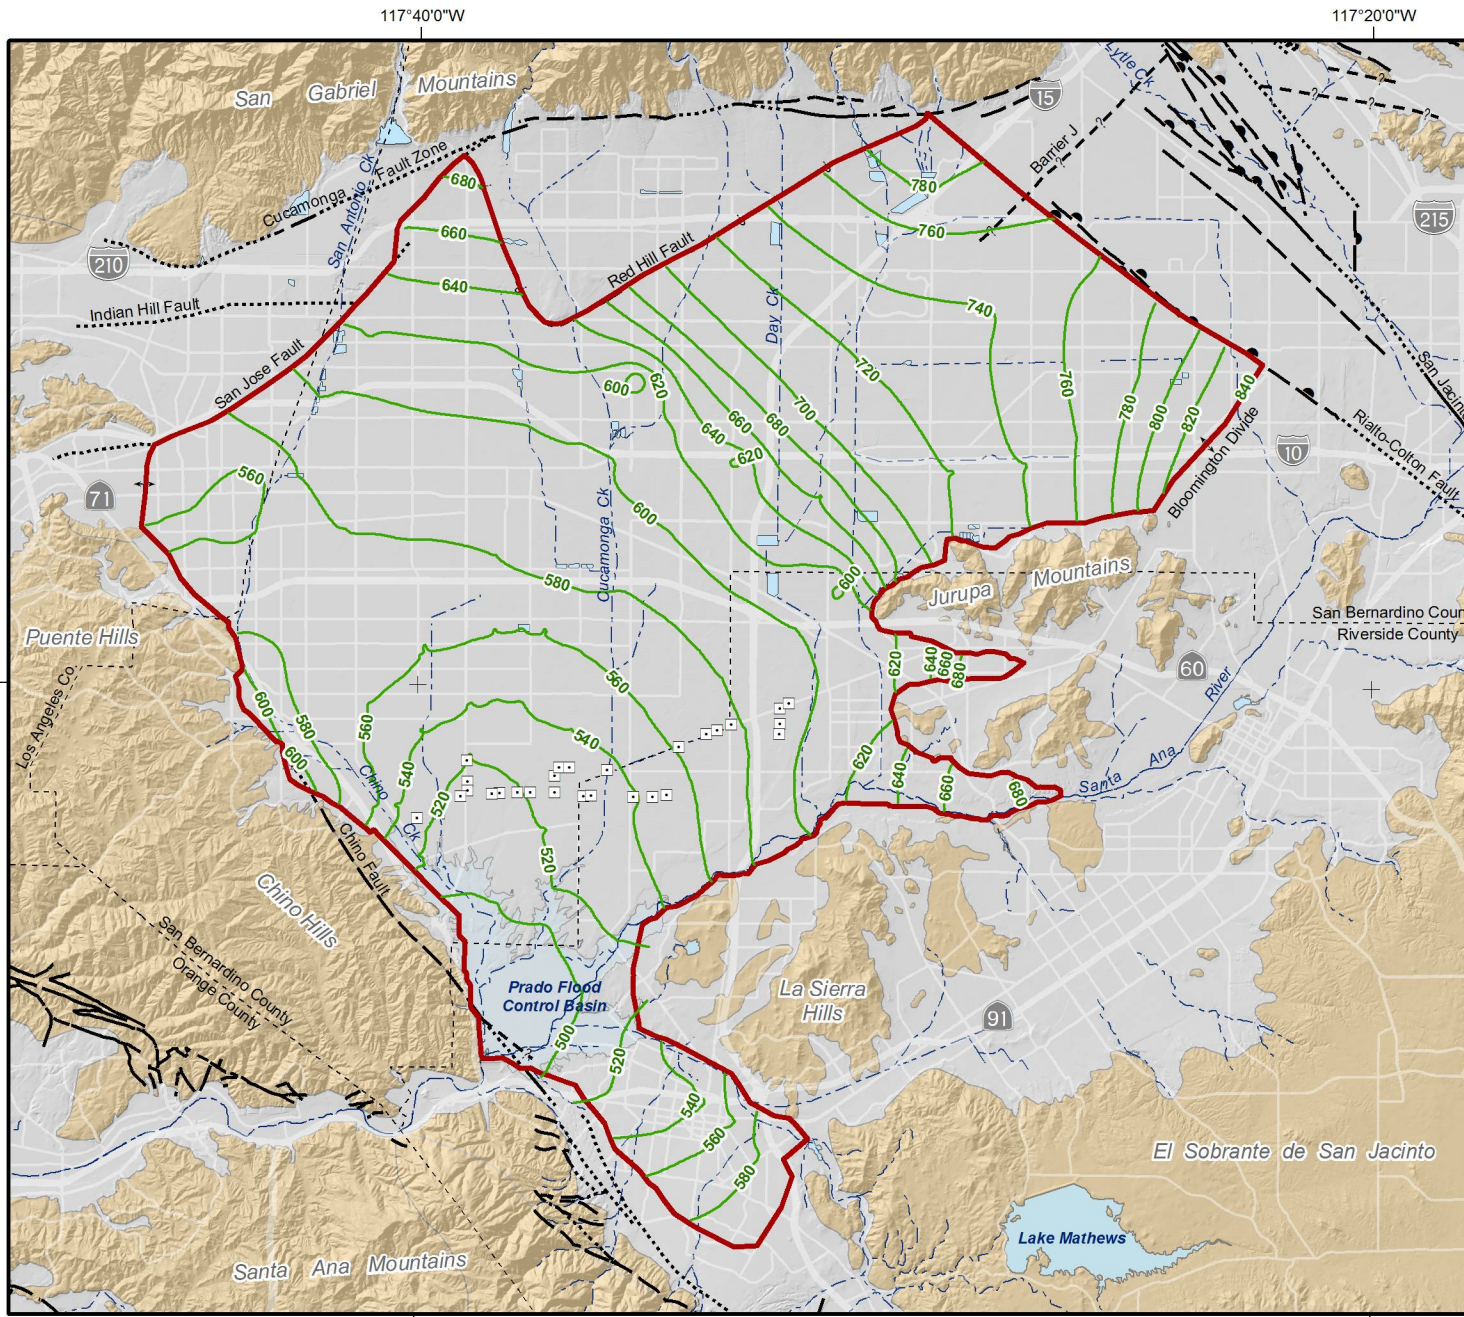 117°40'0"W
117°20'0"W
San Gabriel Mountains
Lytle Ck
15
Barrier J
?
?
?
?
?
?
215
Cucamonga Fault Zone
San Antonio Ck
680
780
760
660
210
Red Hill Fault
640
Indian Hill Fault
Day Ck
740
San Jose Fault
720
San Jacinto
600
620
760
840
700
780
800
820
660
680
640
Rialto-Colton Fault
Bloomington Divide
620
10
560
71
600
Cucamonga Ck
580
600
Jurupa Mountains
San Bernardino Coun
Riverside County
Puente Hills
620
640
660
680
60
River
560
600
580
560
Los Angeles Co.
540
600
620
540
Santa Ana
Chino Ck
520
640
660
680
Chino Fault
520
Chino Hills
San Bernardino County
Orange County
Prado Flood
Control Basin
La Sierra
Hills
91
500
520
540
560
580
El Sobrante de San Jacinto
Lake Mathews
Santa Ana Mountains